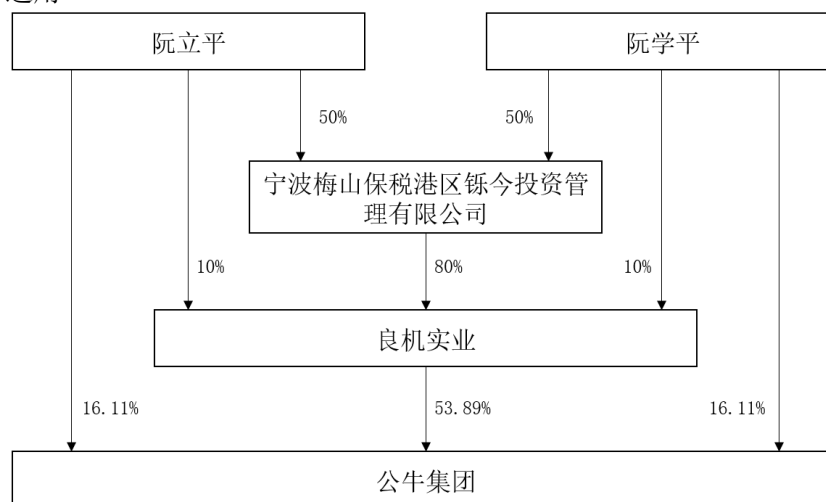 阮立平
阮学平
50%
50%
宁波梅山保税港区铄今投资管
理有限公司
10%
80%
10%
良机实业
16.11%
53.89%
16.11%
公牛集团